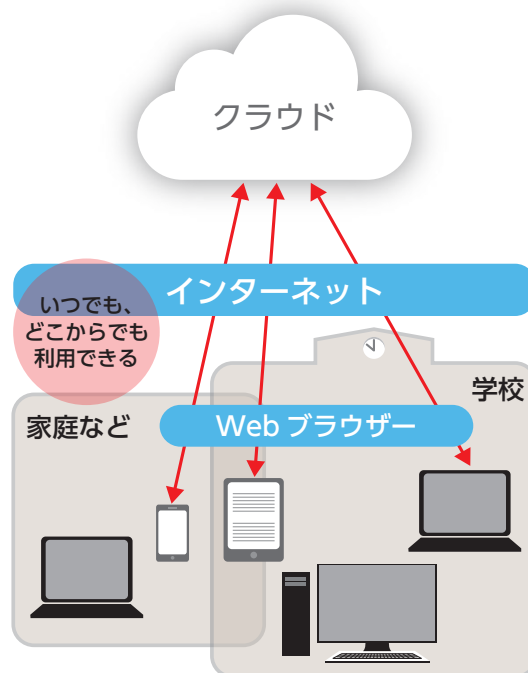 クラウド
インターネット
いつでも、
どこからでも
利用できる
学校
家庭など
Web ブラウザー